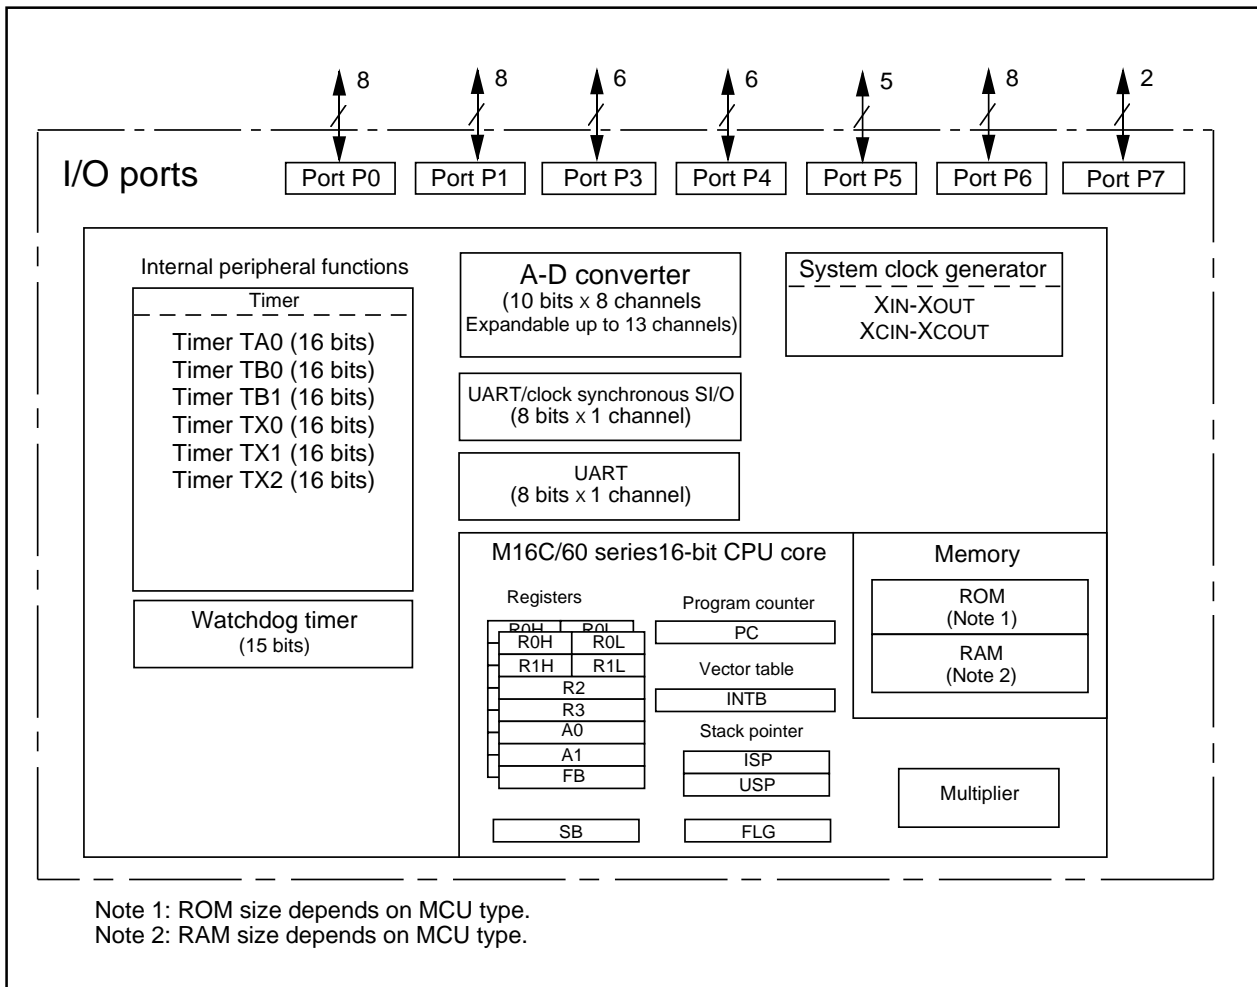 8 8 6 6 5 8 2
I/O ports
Port P0 Port P1 Port P3 Port P4 Port P5 Port P6 Port P7
Internal peripheral functions
Timer
Timer TA0 (16 bits)
Timer TB0 (16 bits)
Timer TB1 (16 bits)
Timer TX0 (16 bits)
Timer TX1 (16 bits)
Timer TX2 (16 bits)
Watchdog timer
(15 bits)
A-D converter
(10 bits x 8 channels
Expandable up to 13 channels)
UART/clock synchronous SI/O
(8 bits x 1 channel)
UART
(8 bits x 1 channel)
System clock generator
XIN-XOUT
XCIN-XCOUT
M16C/60 series16-bit CPU core
Registers
R0H R0L
R0H R0L
R1H R1L
R2
R3
A0
A1
FB
SB
Program counter
PC
Vector table
INTB
Stack pointer
ISP
USP
FLG
Memory
ROM
(Note 1)
RAM
(Note 2)
Multiplier
Note 1: ROM size depends on MCU type.
Note 2: RAM size depends on MCU type.